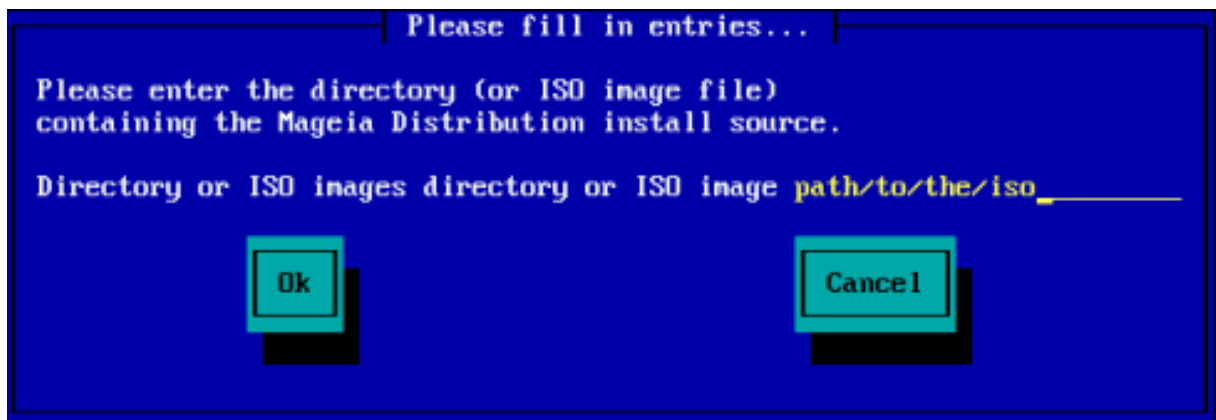 Please fill in entries...
Please enter the directory (or ISO image file)
containing the Mageia Distribution install source.
Directory or ISO images directory or ISO image path/to/the/iso
Ok Cancel